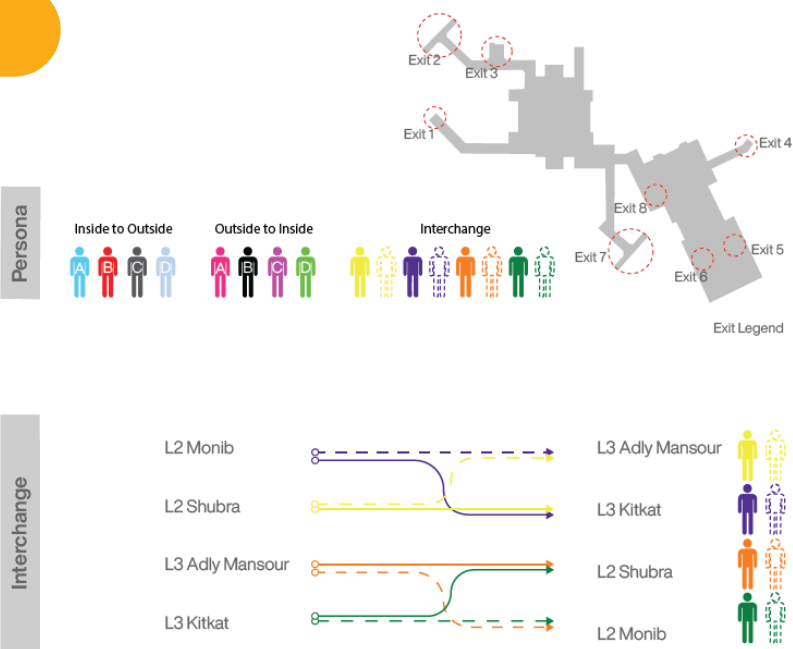 Exit 2
Exit 3
Exit 1
Exit 4
Exit 8
Exit 7
Exit 5
Exit 6
Exit Legend
Persona
Inside to Outside
A B C D
Outside to Inside
A B C D
Interchange
Interchange
L2 Monib
L2 Shubra
L3 Adly Mansour
L3 Kitkat
L3 Adly Mansour
L3 Kitkat
L2 Shubra
L2 Monib